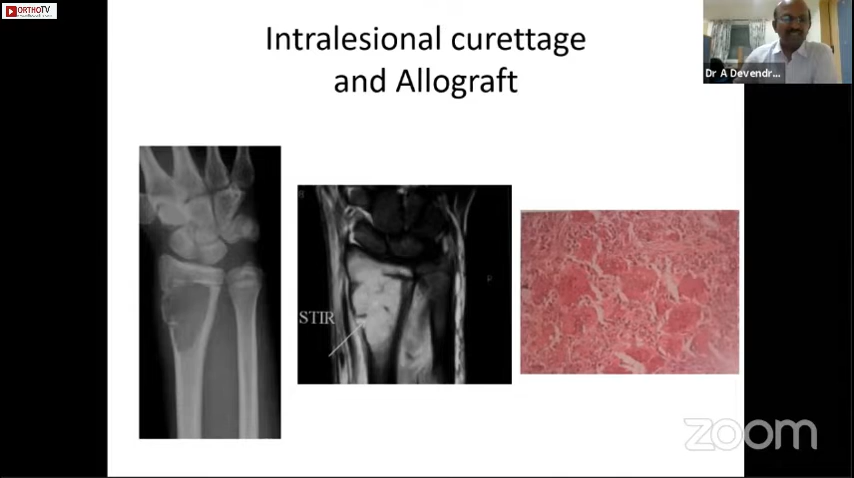 ORTHOTV
Dr A Devendr...
Intralesional curettage
and Allograft
STIR
zoom